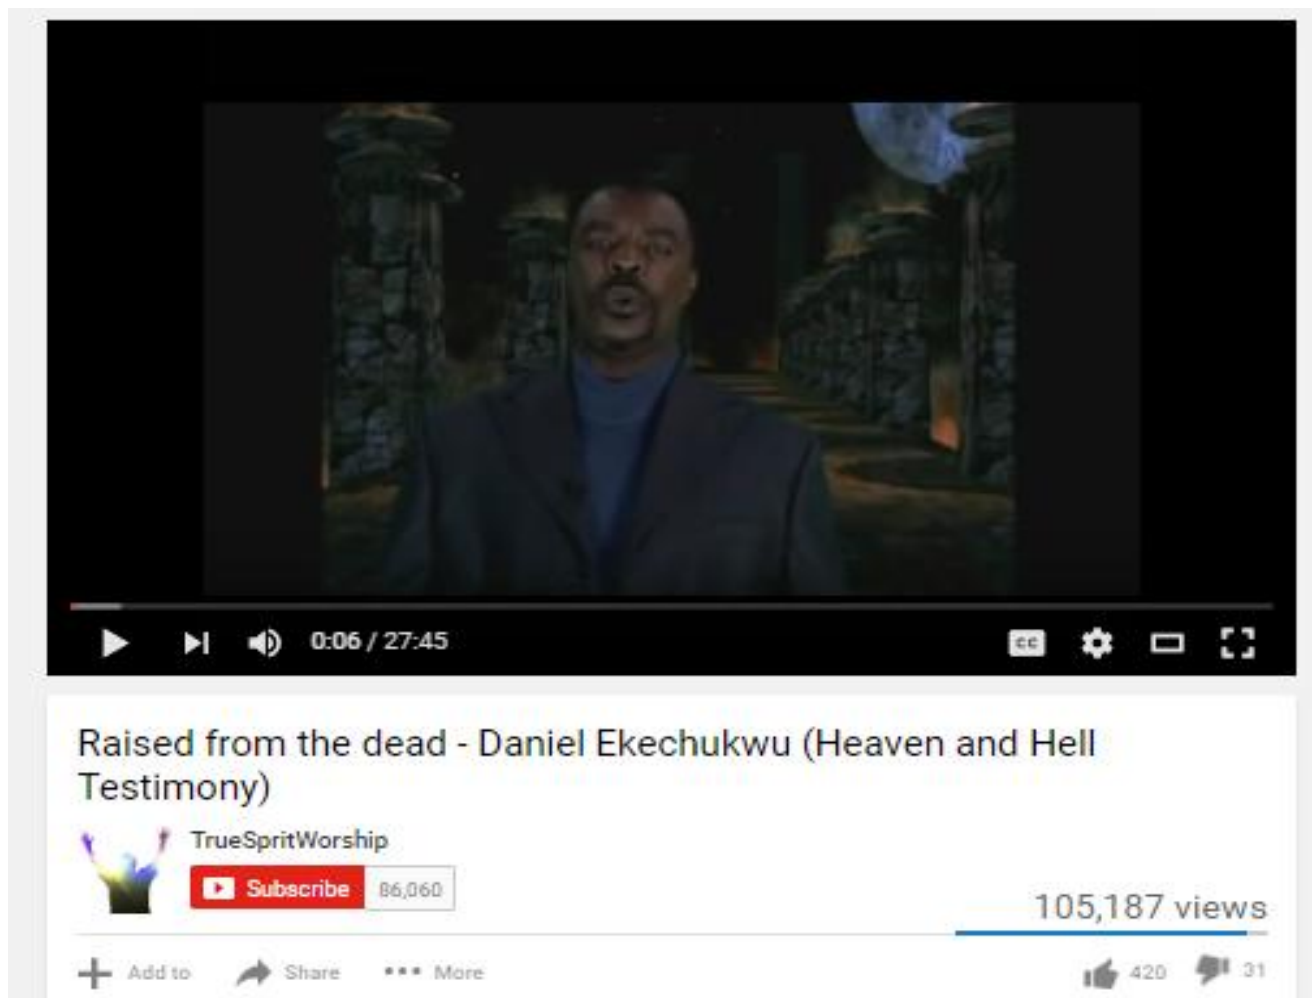 0:06 / 27:45
cc
Raised from the dead - Daniel Ekechukwu (Heaven and Hell
Testimony)
TrueSpritWorship
Subscribe 86,060
105,187 views
Add to Share More 420 31